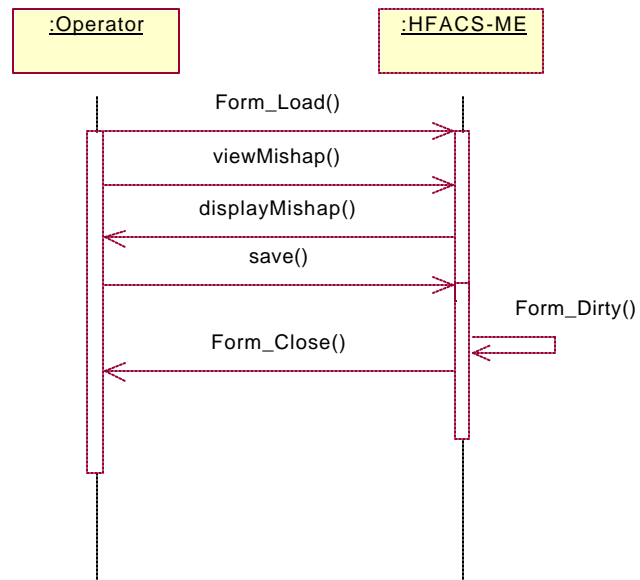 :Operator
:HFACS-ME
Form_Load()
viewMishap()
displayMishap()
save()
Form_Dirty()
Form_Close()